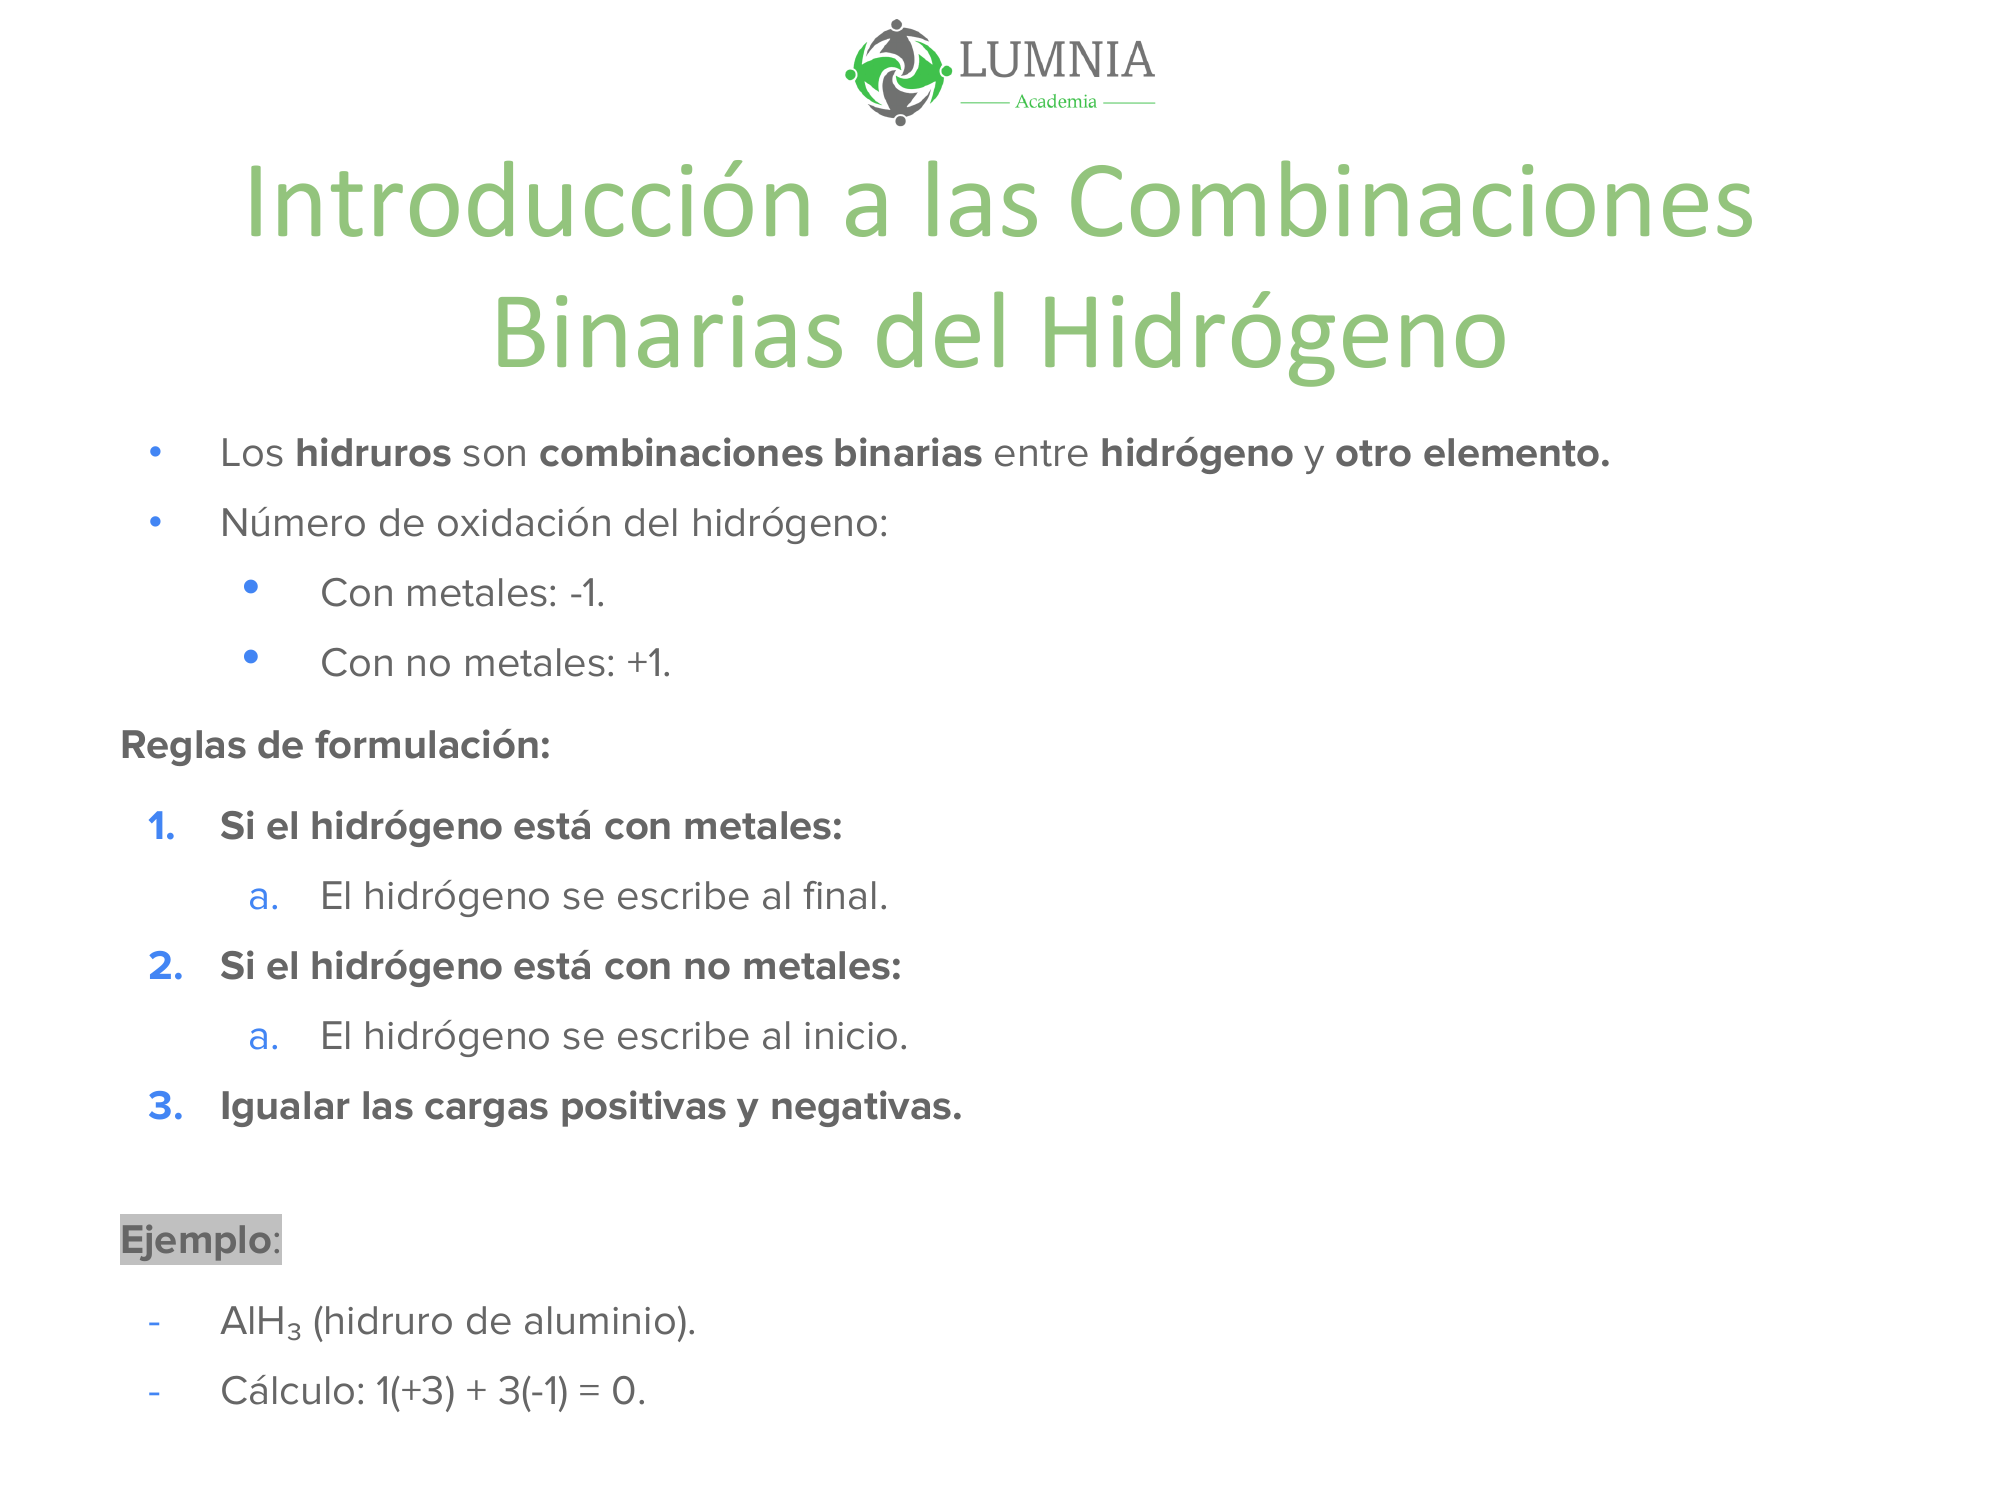 LUMNIA
Academia
Introducción a las Combinaciones
Binarias del Hidrógeno
• Los hidruros son combinaciones binarias entre hidrógeno y otro elemento.
• Número de oxidación del hidrógeno:
• Con metales: -1.
• Con no metales: +1.
Reglas de formulación:
1. Si el hidrógeno está con metales:
a. El hidrógeno se escribe al final.
2. Si el hidrógeno está con no metales:
a. El hidrógeno se escribe al inicio.
3. Igualar las cargas positivas y negativas.
Ejemplo:
- AlH₃ (hidruro de aluminio).
- Cálculo: 1(+3) + 3(-1) = 0.